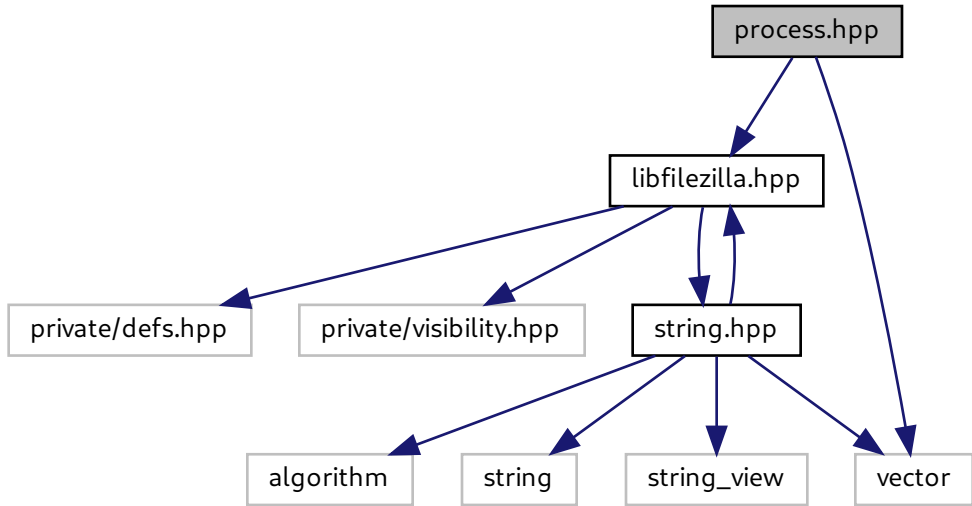 process.hpp
libfilezilla.hpp
private/defs.hpp
private/visibility.hpp
string.hpp
algorithm
string
string_view
vector